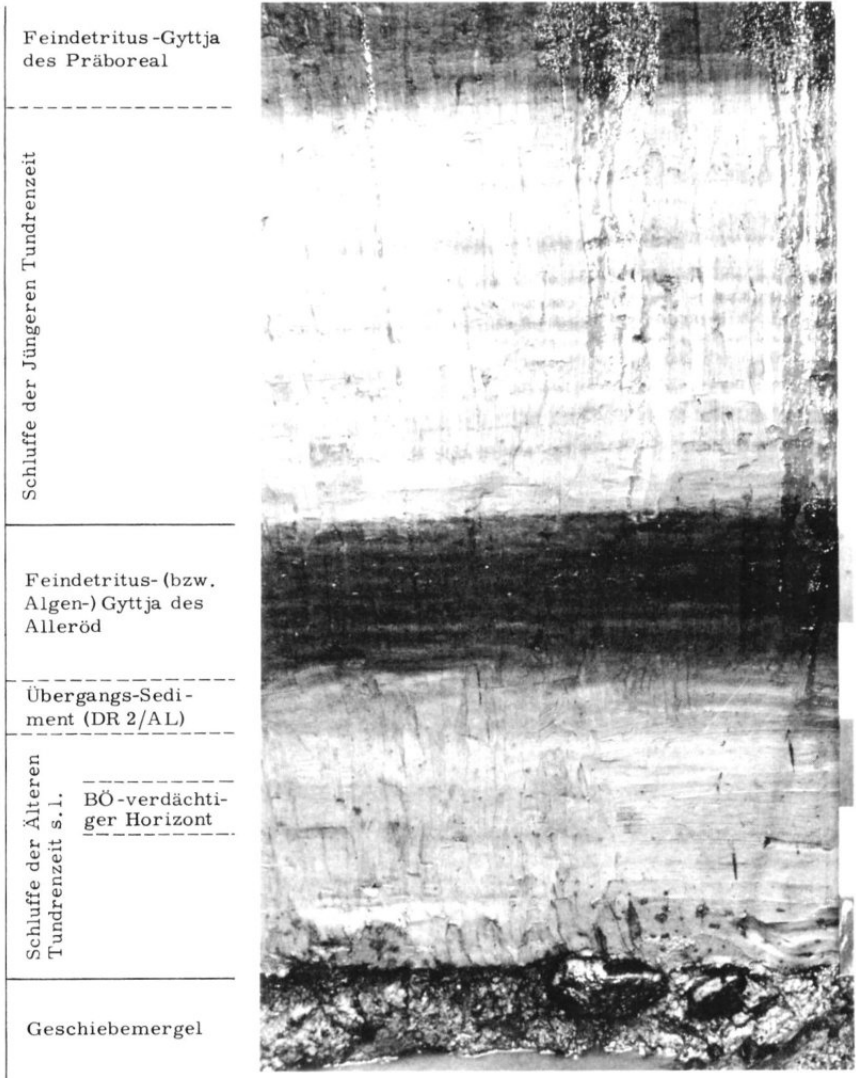 Feindetritus-Gyttja
des Präboreal
Schluffe der Jüngeren Tundrenzeit
Feindetritus- (bzw.
Algen-) Gyttja des
Alleröd
Übergangs-Sedi-
ment (DR 2/AL)
Schluffe der Älteren
Tundrenzeit s.l.
BÖ-verdächti-
ger Horizont
Geschiebemergel